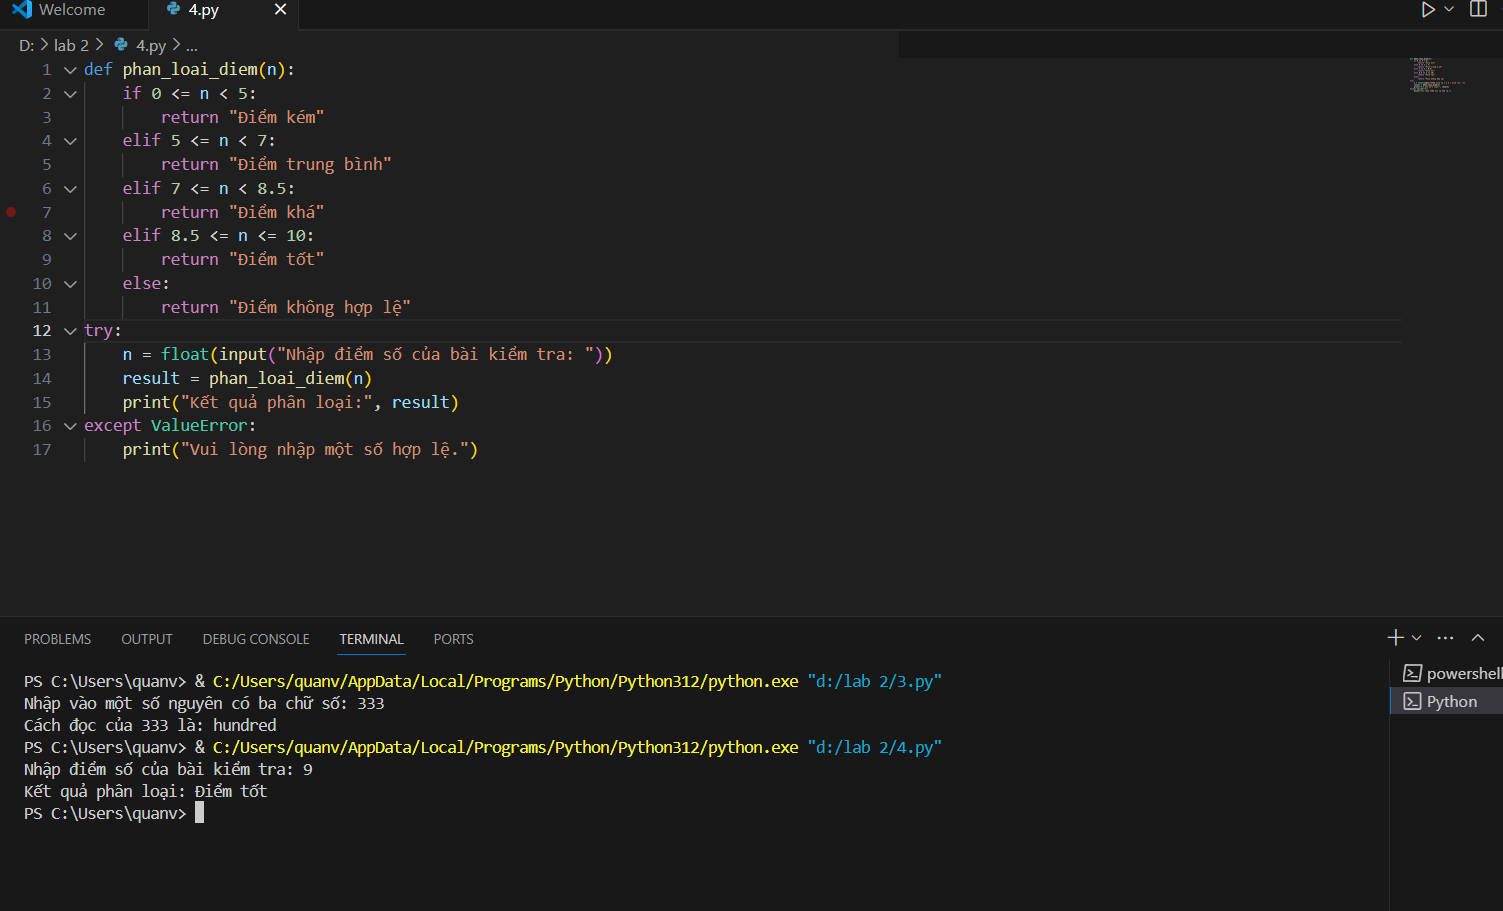 Welcome
4.py
D: > lab 2 > 4.py > ...
1 def phan_loai_diem(n):
2     if 0 <= n < 5:
3         return "Điểm kém"
4     elif 5 <= n < 7:
5         return "Điểm trung bình"
6     elif 7 <= n < 8.5:
7         return "Điểm khá"
8     elif 8.5 <= n <= 10:
9         return "Điểm tốt"
10     else:
11         return "Điểm không hợp lệ"
12 try:
13     n = float(input("Nhập điểm số của bài kiểm tra: "))
14     result = phan_loai_diem(n)
15     print("Kết quả phân loại:", result)
16 except ValueError:
17     print("Vui lòng nhập một số hợp lệ.")
PROBLEMS OUTPUT DEBUG CONSOLE TERMINAL PORTS
PS C:\Users\quanv> & C:/Users/quanv/AppData/Local/Programs/Python/Python312/python.exe "d:/lab 2/3.py"
Nhập vào một số nguyên có ba chữ số: 333
Cách đọc của 333 là: hundred
PS C:\Users\quanv> & C:/Users/quanv/AppData/Local/Programs/Python/Python312/python.exe "d:/lab 2/4.py"
Nhập điểm số của bài kiểm tra: 9
Kết quả phân loại: Điểm tốt
PS C:\Users\quanv>
powershell
Python